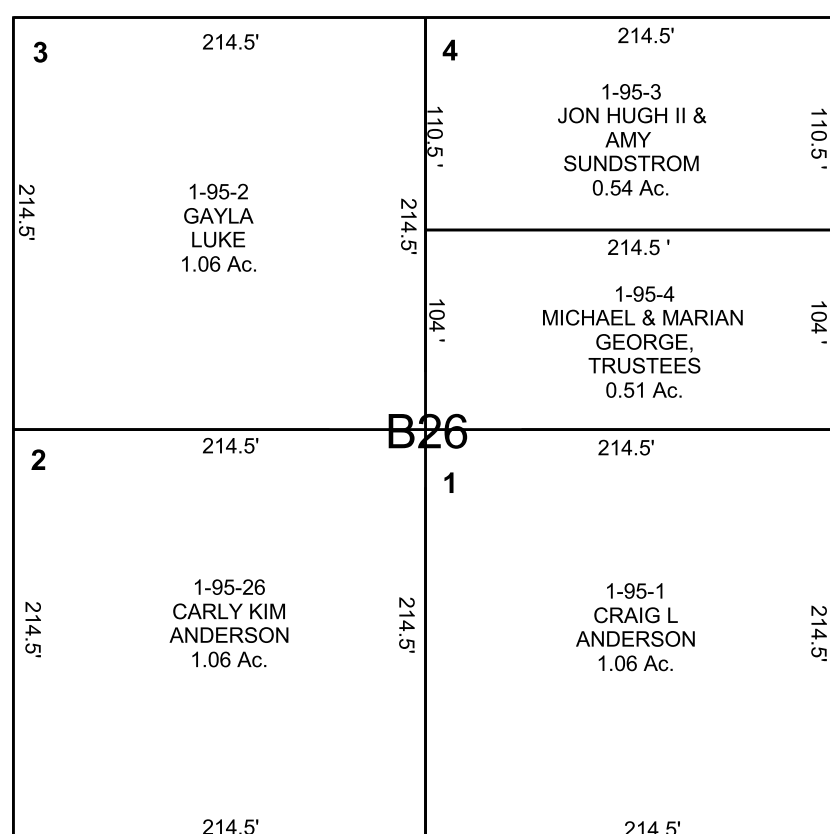 3
214.5'
214.5'
1-95-2
GAYLA
LUKE
1.06 Ac.
214.5'
4
214.5'
110.5 '
1-95-3
JON HUGH II &
AMY
SUNDSTROM
0.54 Ac.
110.5 '
214.5 '
104 '
1-95-4
MICHAEL & MARIAN
GEORGE,
TRUSTEES
0.51 Ac.
104 '
B26
2
214.5'
214.5'
1-95-26
CARLY KIM
ANDERSON
1.06 Ac.
214.5'
214.5'
1
214.5'
1-95-1
CRAIG L
ANDERSON
1.06 Ac.
214.5'
214.5'